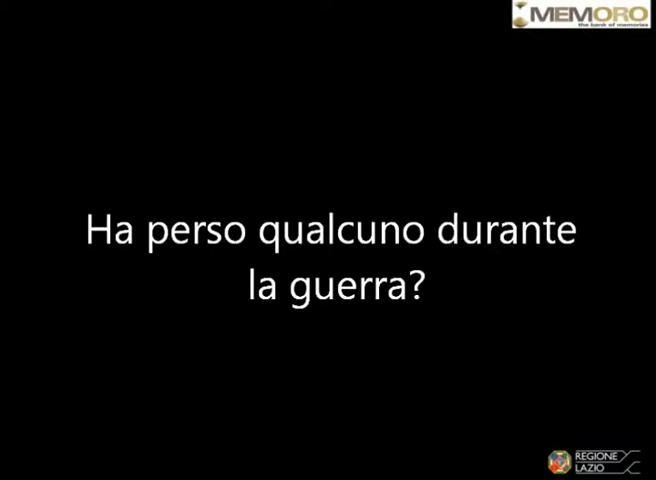 MEMORO
the bank of memories
Ha perso qualcuno durante
la guerra?
REGIONE
LAZIO